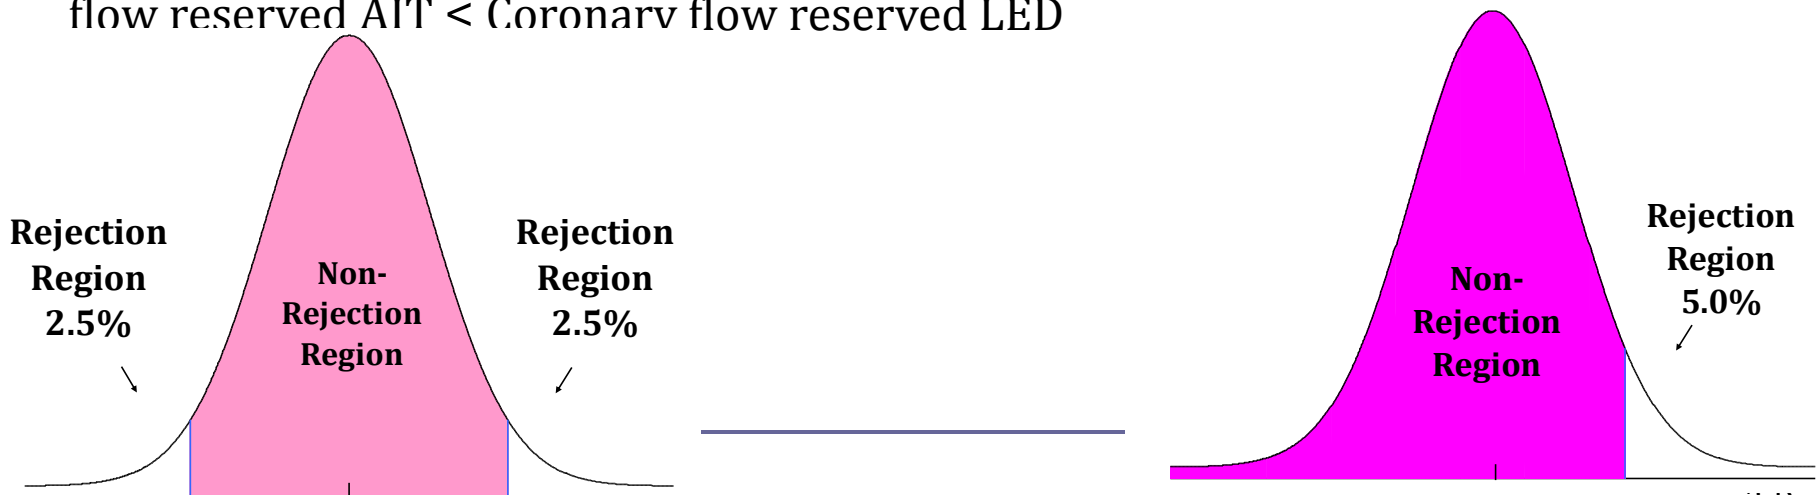 flow reserved AIT < Coronary flow reserved LED
Rejection
Region
2.5%
Non-
Rejection
Region
Rejection
Region
2.5%
Non-
Rejection
Region
Rejection
Region
5.0%